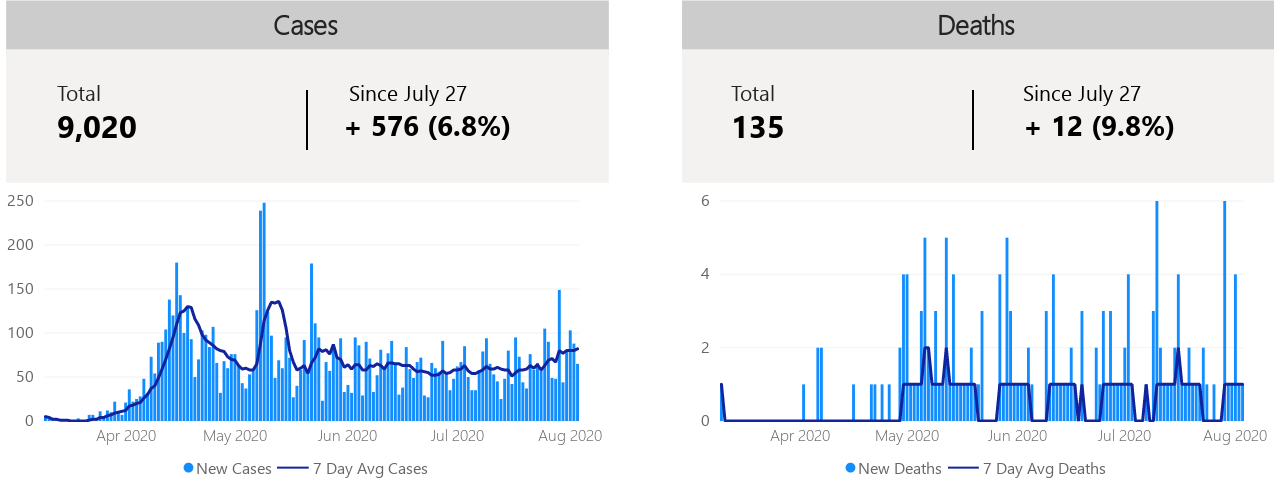 Cases
Total
9,020
Since July 27
+ 576 (6.8%)
250
200
150
100
50
0
Apr 2020 May 2020 Jun 2020 Jul 2020 Aug 2020
New Cases 7 Day Avg Cases
Deaths
Total
135
Since July 27
+ 12 (9.8%)
6
4
2
0
Apr 2020 May 2020 Jun 2020 Jul 2020 Aug 2020
New Deaths 7 Day Avg Deaths